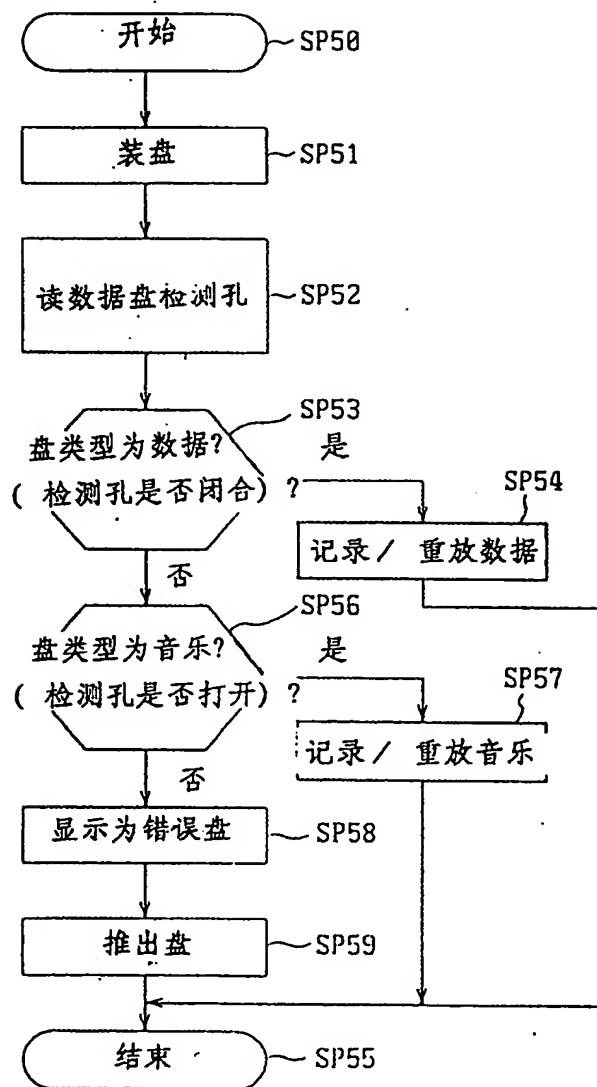 开始
SP50
装盘
SP51
读数据盘检测孔
SP52
SP53
盘类型为数据?
(检测孔是否闭合)?
是
SP54
记录/重放数据
否
SP56
盘类型为音乐?
(检测孔是否打开)?
是
SP57
记录/重放音乐
否
显示为错误盘
SP58
推出盘
SP59
结束
SP55